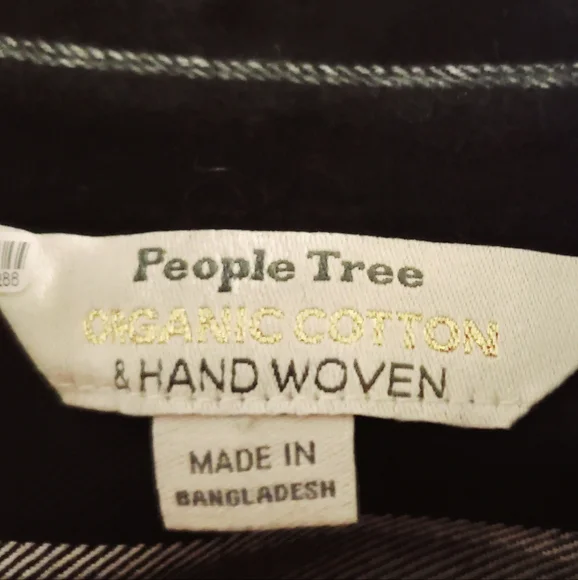 People Tree
ORGANIC COTTON
& HAND WOVEN
MADE IN
BANGLADESH